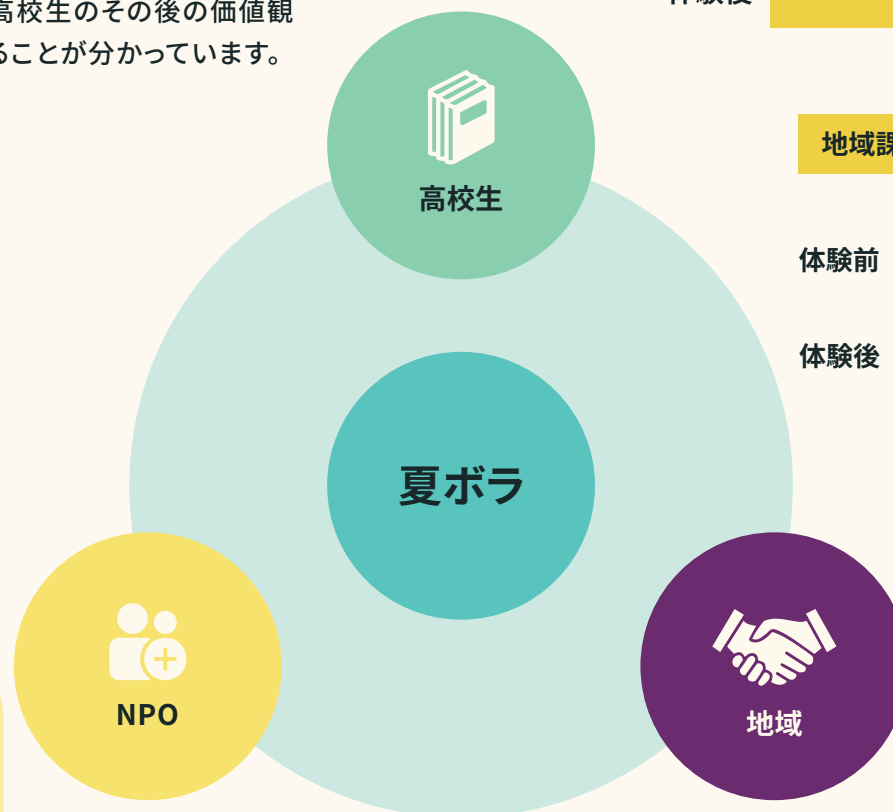 高校生のその後の価値観
ることが分かっています。
体験後
地域課
体験前
体験後
高校生
夏ボラ
NPO
地域